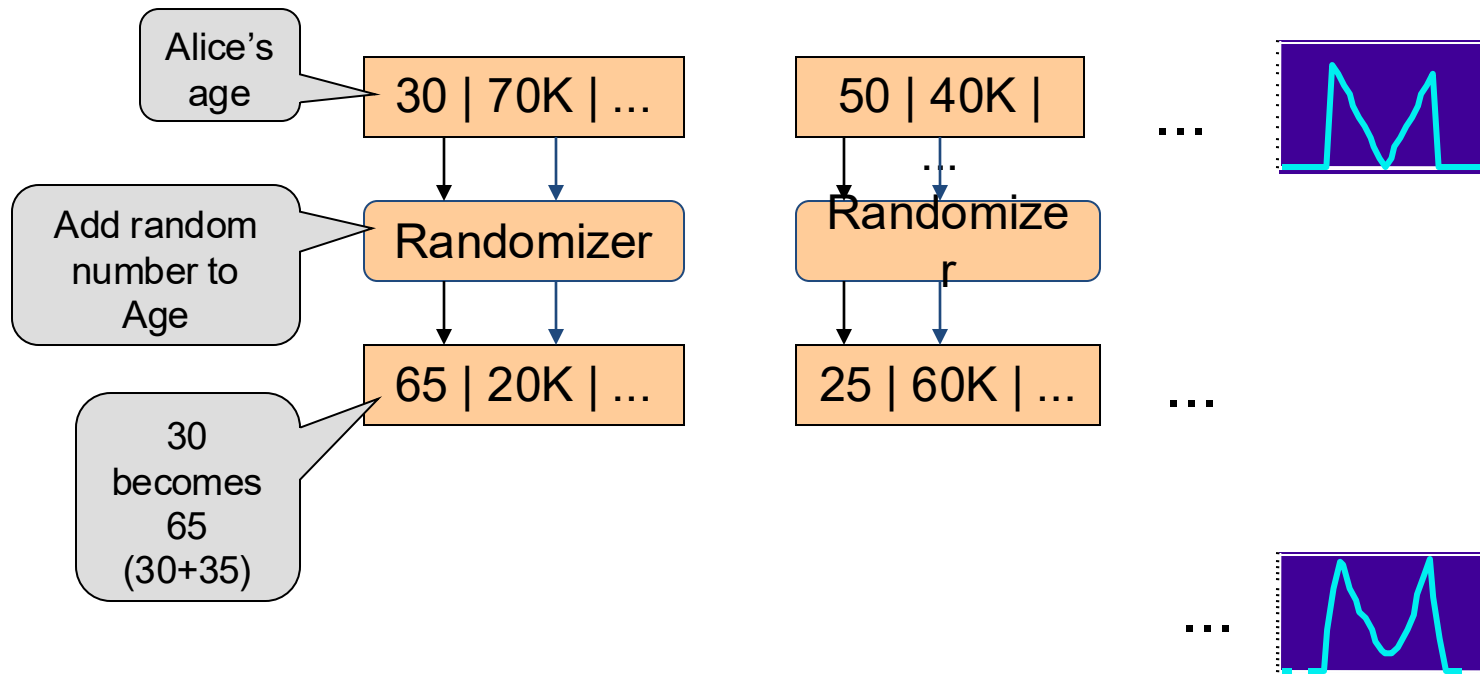 Alice’s
age
30 | 70K | ...
50 | 40K |
...
...
Add random
number to
Age
Randomizer
Randomize
r
65 | 20K | ...
25 | 60K | ...
...
30
becomes
65
(30+35)
...